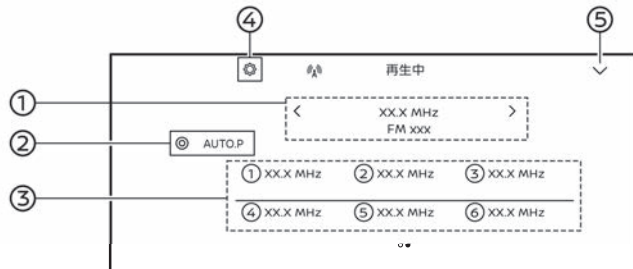 ④ ⑤
再生中
① < XX.X MHz >
FM xxx
② AUTO.P
③ ① XX.X MHz ② XX.X MHz ③ XX.X MHz
④ XX.X MHz ⑤ XX.X MHz ⑥ XX.X MHz